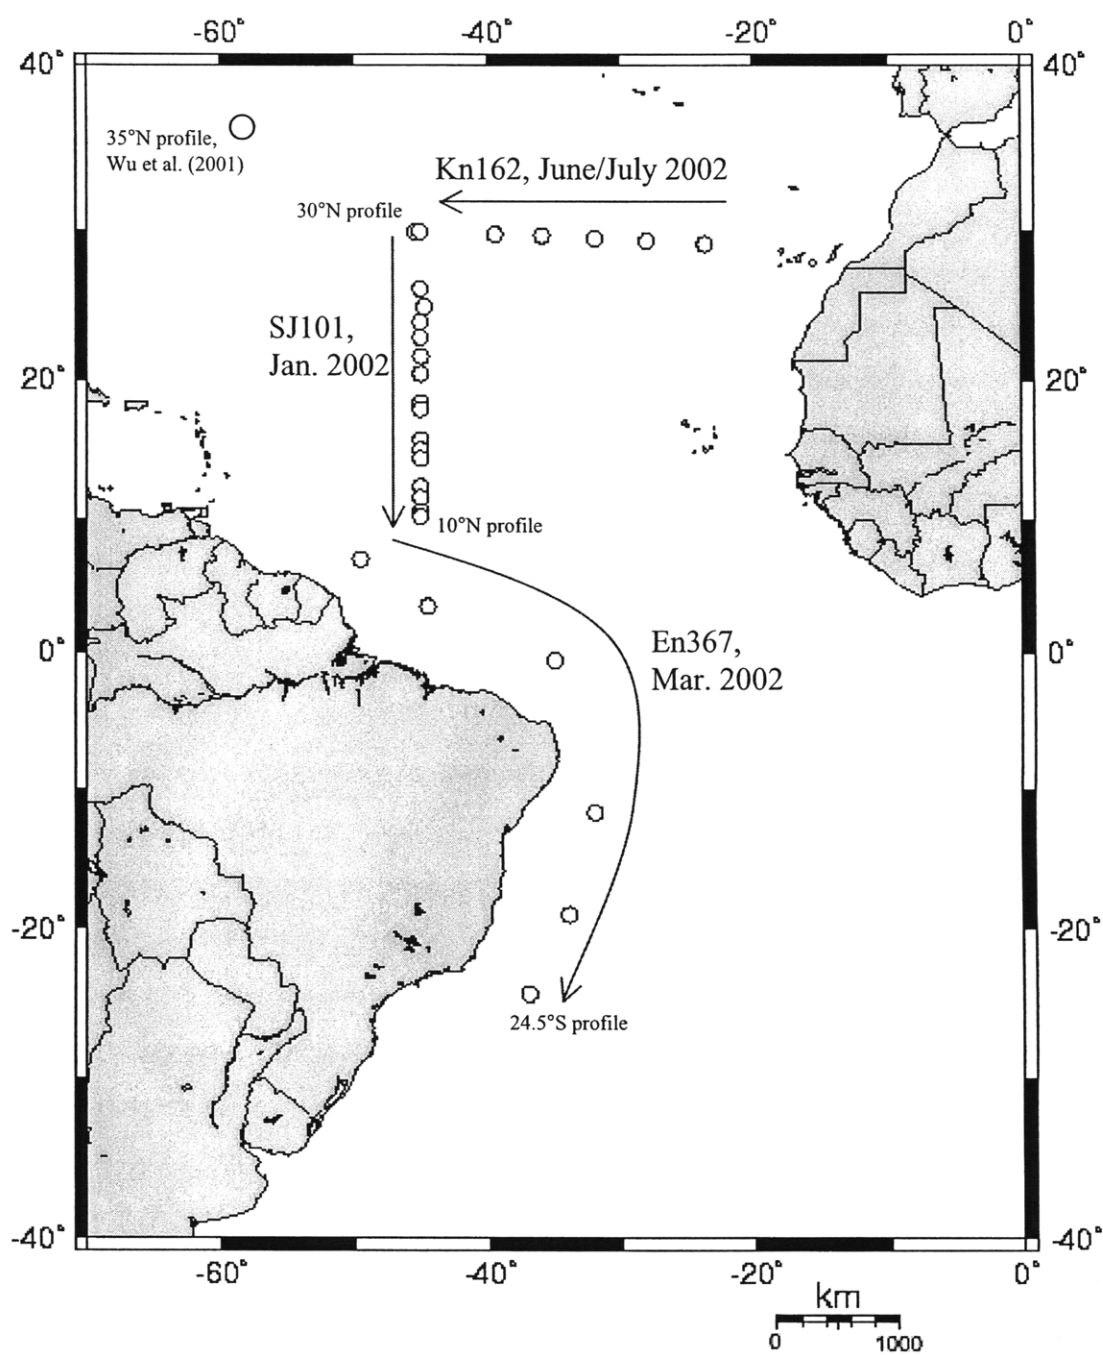 -60° -40° -20° 0°
40° 40°
35°N profile,
Wu et al. (2001)
Kn162, June/July 2002
30°N profile
SJ101,
Jan. 2002
20° 20°
10°N profile
En367,
Mar. 2002
0° 0°
-20° -20°
24.5°S profile
-40° -40°
-60° -40° -20° 0°
km
0 1000